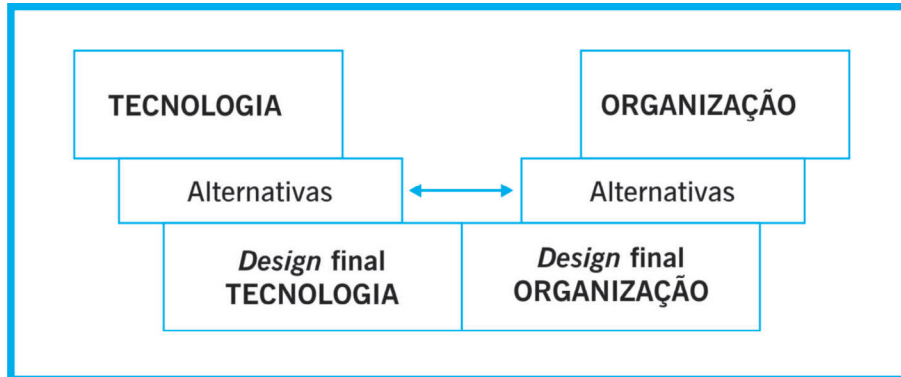 TECNOLOGIA
ORGANIZAÇÃO
Alternativas
Alternativas
Design final
TECNOLOGIA
Design final
ORGANIZAÇÃO